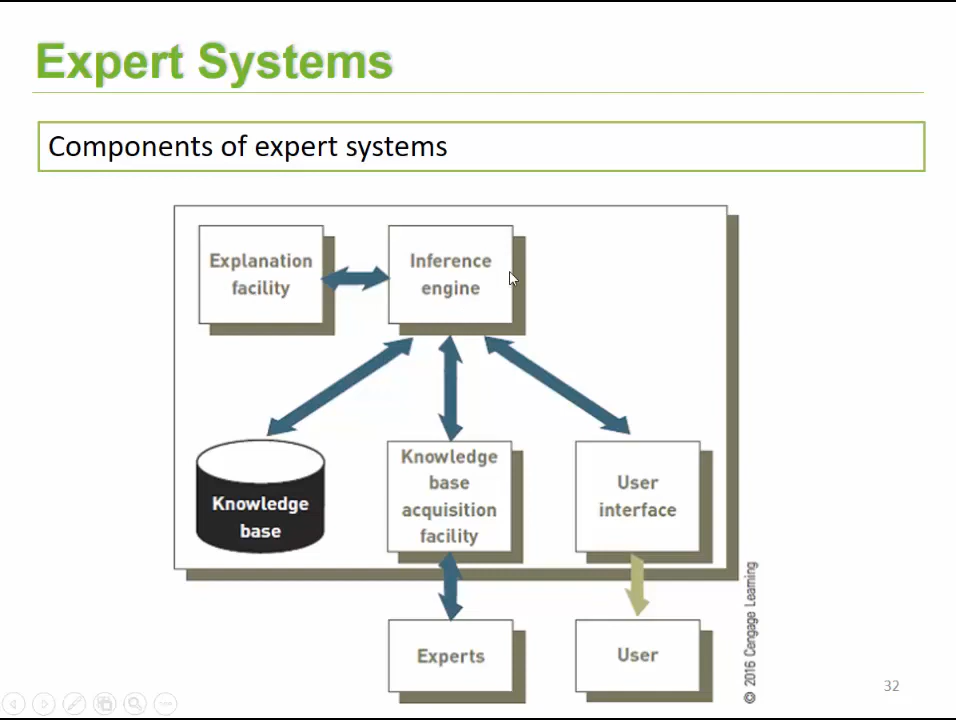 Expert Systems
Components of expert systems
Explanation
facility
Inference
engine
Knowledge
base
Knowledge
base
acquisition
facility
User
interface
Experts
User
© 2016 Cengage Learning
32